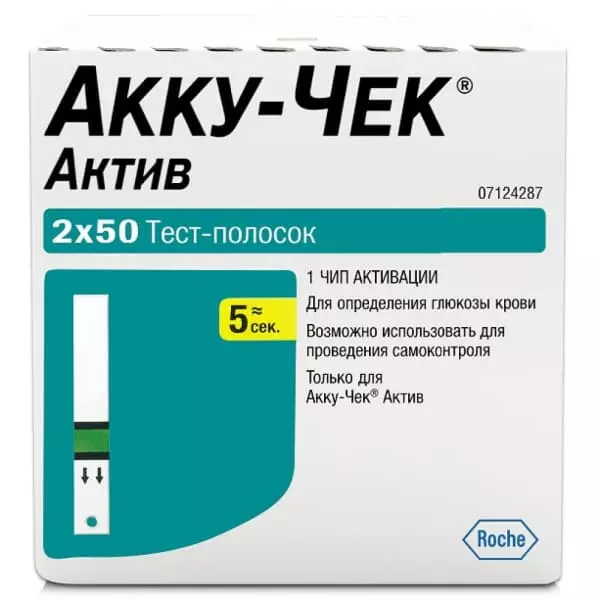 АККУ-ЧЕК®
АКТИВ
07124287
2x50 Тест-полосок
1 ЧИП АКТИВАЦИИ
Для определения глюкозы крови
Возможно использовать для
проведения самоконтроля
Только для
Акку-Чек® Актив
≈
5 сек.
Roche